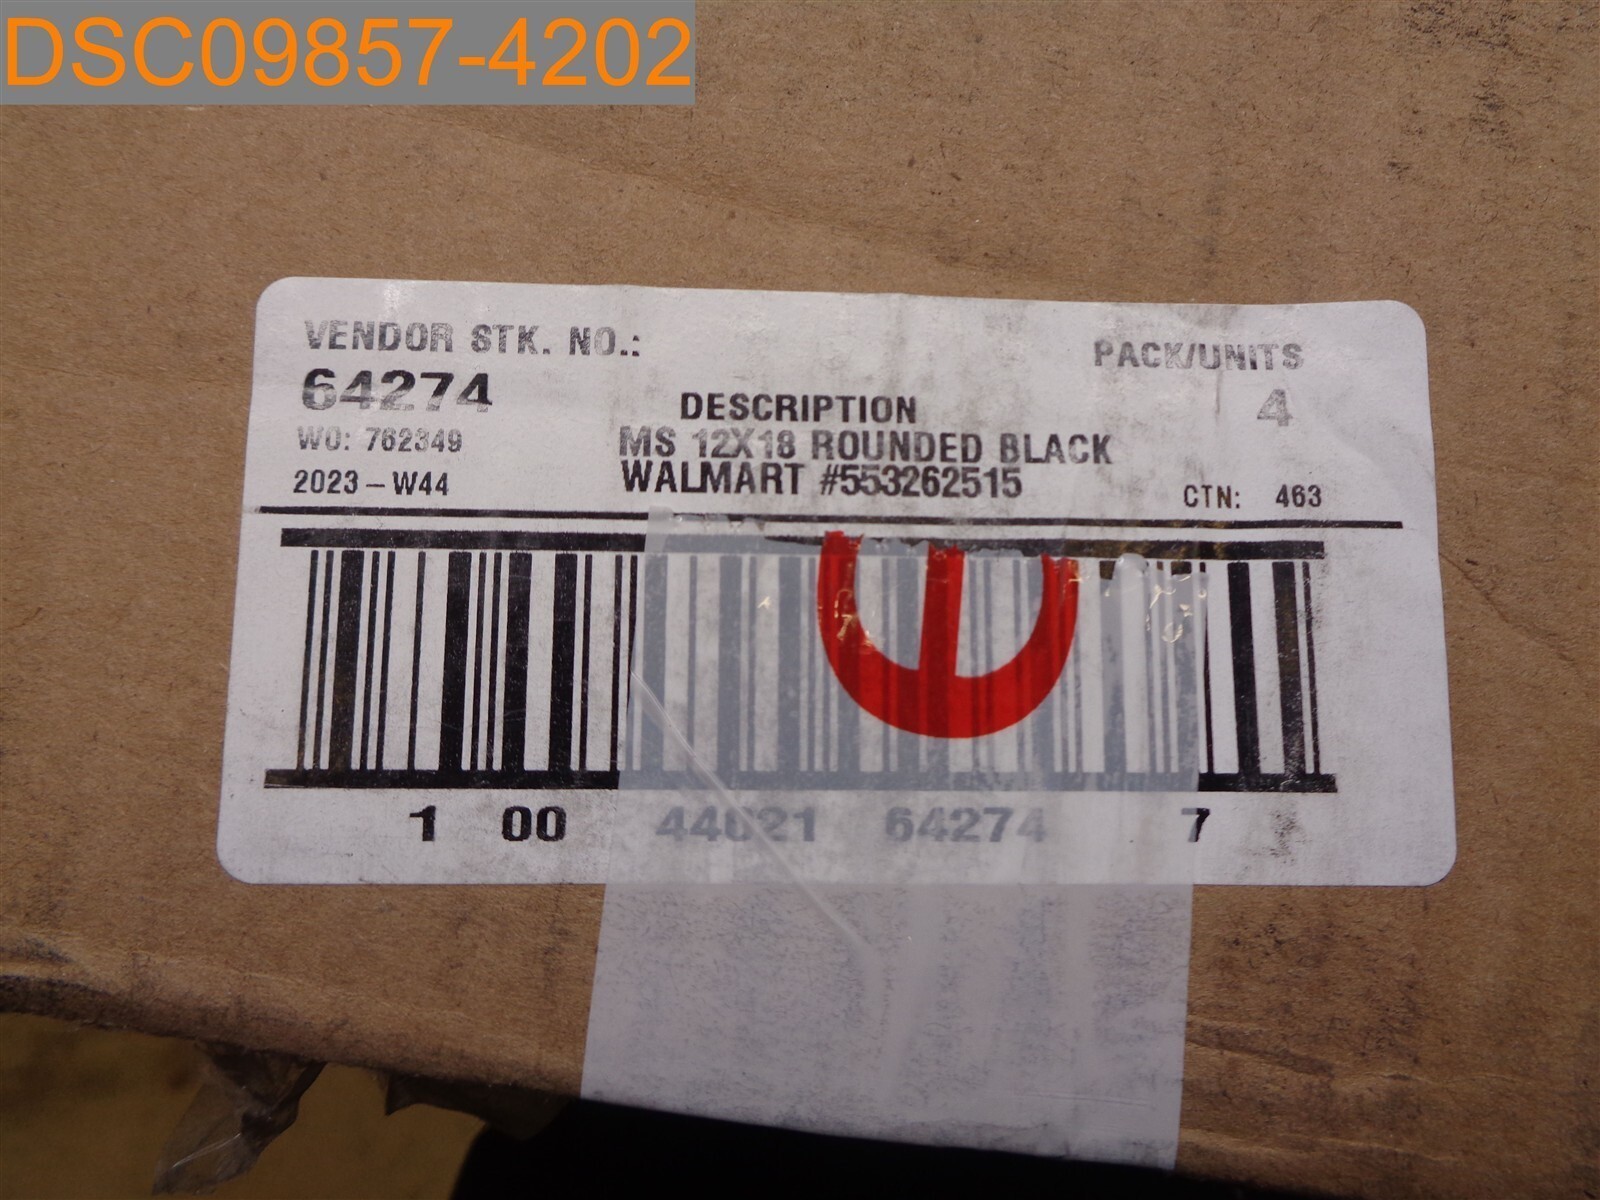 DSC09857-4202
VENDOR STK. NO.:
64274
WO: 762349
2023-W44
DESCRIPTION
MS 12X18 ROUNDED BLACK
WALMART #553262515
PACK/UNITS
4
CTN: 463
1 00 44021 64274 7